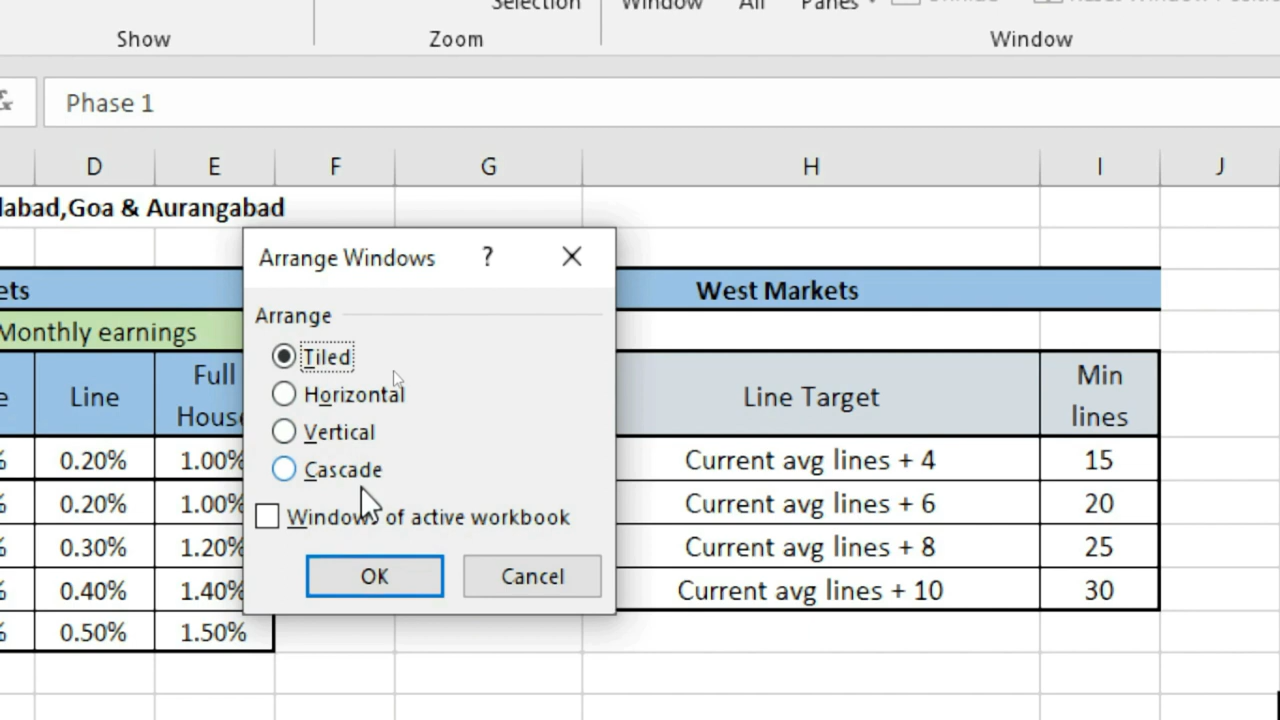 Selection
Window
All
Panes
Show
Zoom
Window
Phase 1
D
E
F
G
H
I
J
labad,Goa & Aurangabad
Arrange Windows ?
ets
West Markets
Arrange
Monthly earnings
Tiled
Horizontal
Vertical
Cascade
Windows of active workbook
OK
Cancel
Line
Full
House
Line Target
Min
lines
% 0.20% 1.00% Current avg lines + 4 15
% 0.20% 1.00% Current avg lines + 6 20
% 0.30% 1.20% Current avg lines + 8 25
% 0.40% 1.40% Current avg lines + 10 30
% 0.50% 1.50%